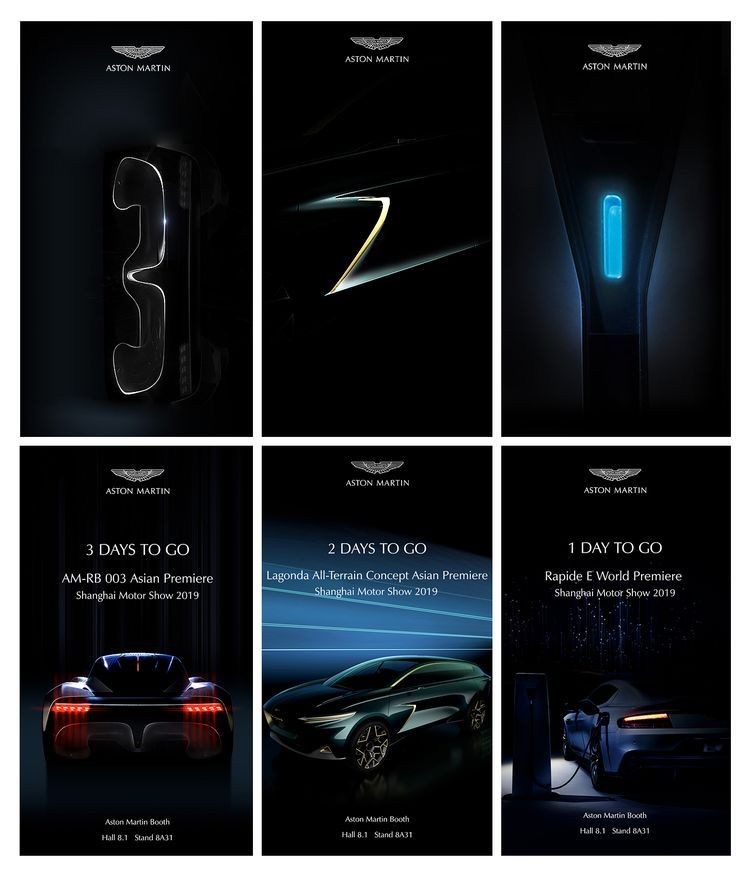 ASTON MARTIN
ASTON MARTIN
ASTON MARTIN
ASTON MARTIN
3 DAYS TO GO
AM-RB 003 Asian Premiere
Shanghai Motor Show 2019
Aston Martin Booth
Hall 8.1 Stand 8A31
ASTON MARTIN
2 DAYS TO GO
Lagonda All-Terrain Concept Asian Premiere
Shanghai Motor Show 2019
Aston Martin Booth
Hall 8.1 Stand 8A31
ASTON MARTIN
1 DAY TO GO
Rapide E World Premiere
Shanghai Motor Show 2019
Aston Martin Booth
Hall 8.1 Stand 8A31